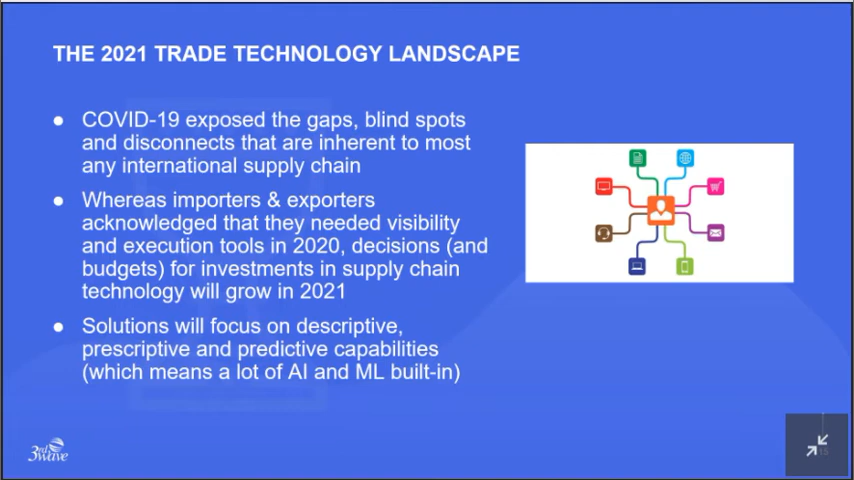 THE 2021 TRADE TECHNOLOGY LANDSCAPE
● COVID-19 exposed the gaps, blind spots
and disconnects that are inherent to most
any international supply chain
● Whereas importers & exporters
acknowledged that they needed visibility
and execution tools in 2020, decisions (and
budgets) for investments in supply chain
technology will grow in 2021
● Solutions will focus on descriptive,
prescriptive and predictive capabilities
(which means a lot of AI and ML built-in)
3rd wave
15